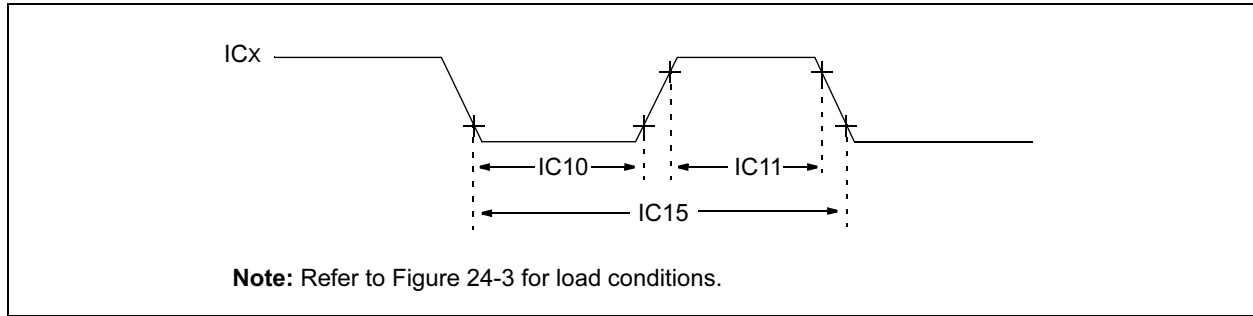 ICx
IC10
IC11
IC15
Note: Refer to Figure 24-3 for load conditions.